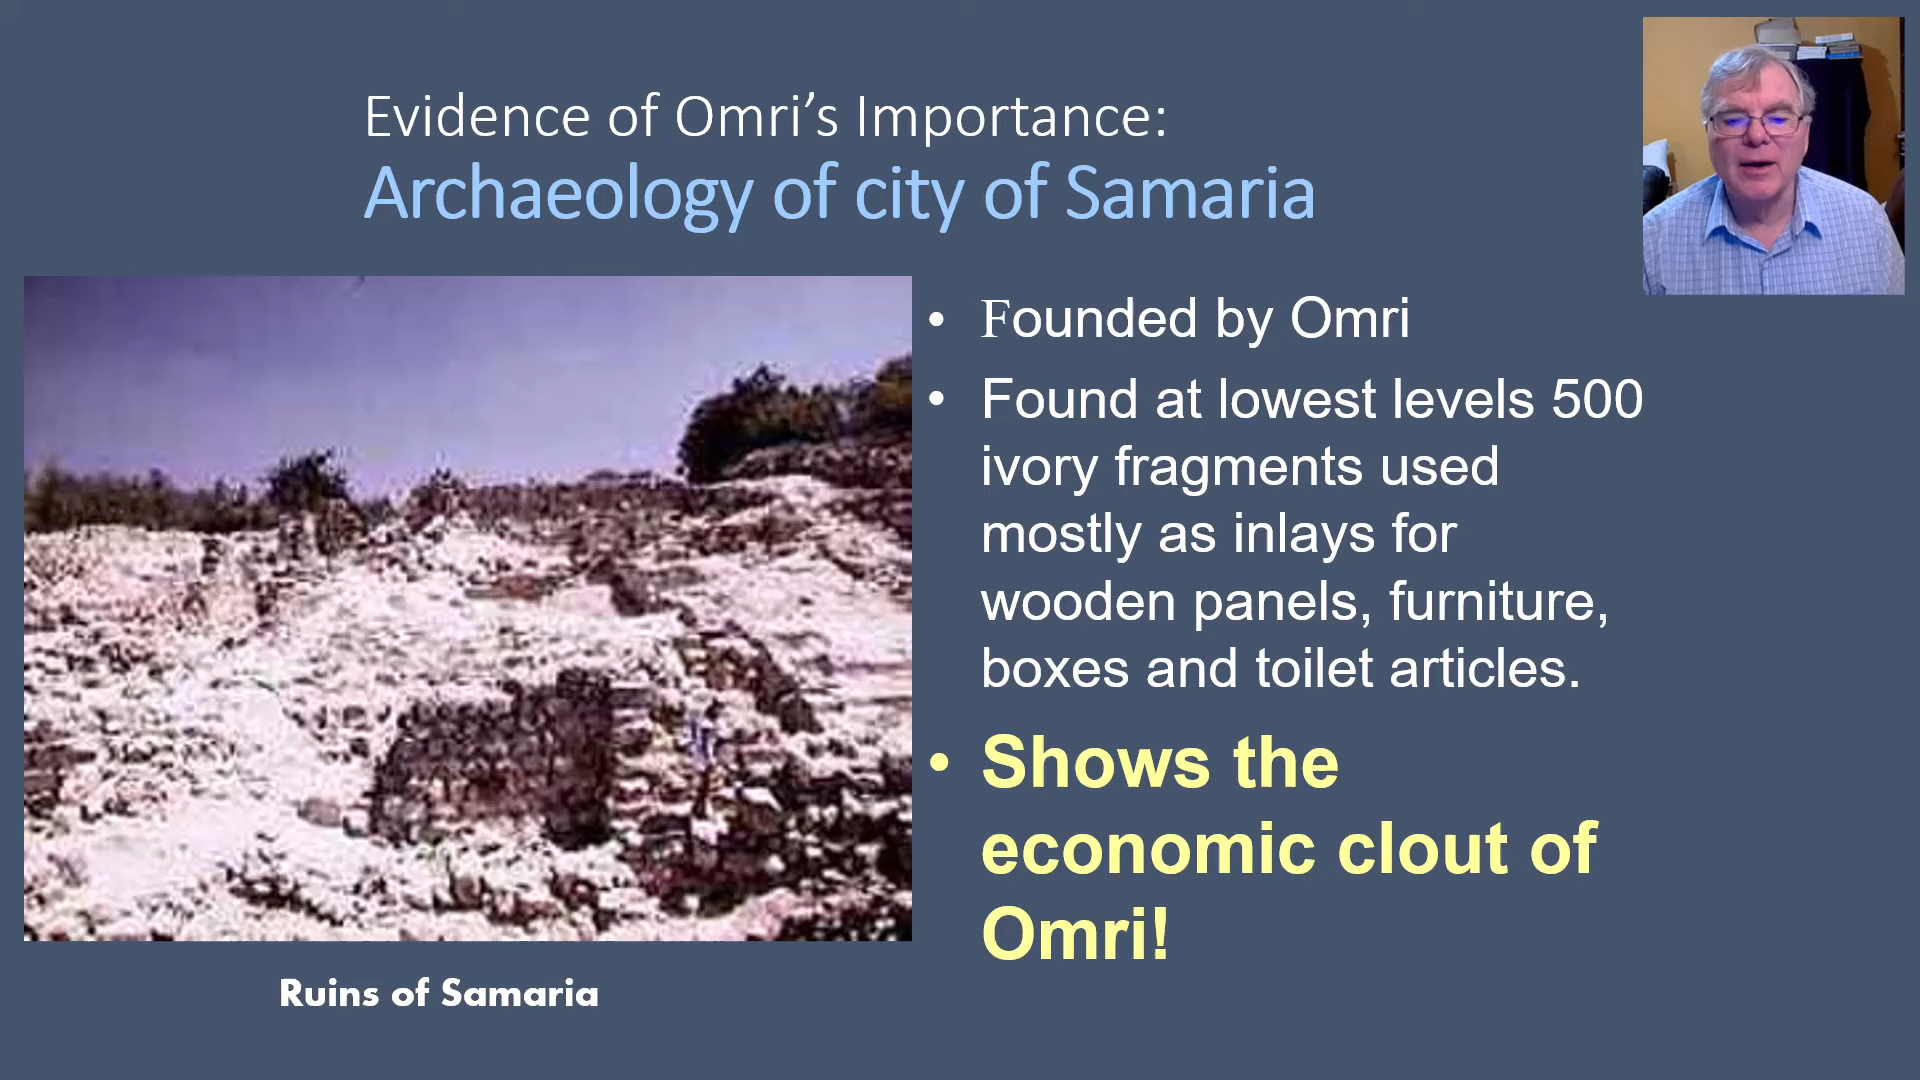 Evidence of Omri’s Importance:
Archaeology of city of Samaria
• Founded by Omri
• Found at lowest levels 500
ivory fragments used
mostly as inlays for
wooden panels, furniture,
boxes and toilet articles.
• Shows the
economic clout of
Omri!
Ruins of Samaria